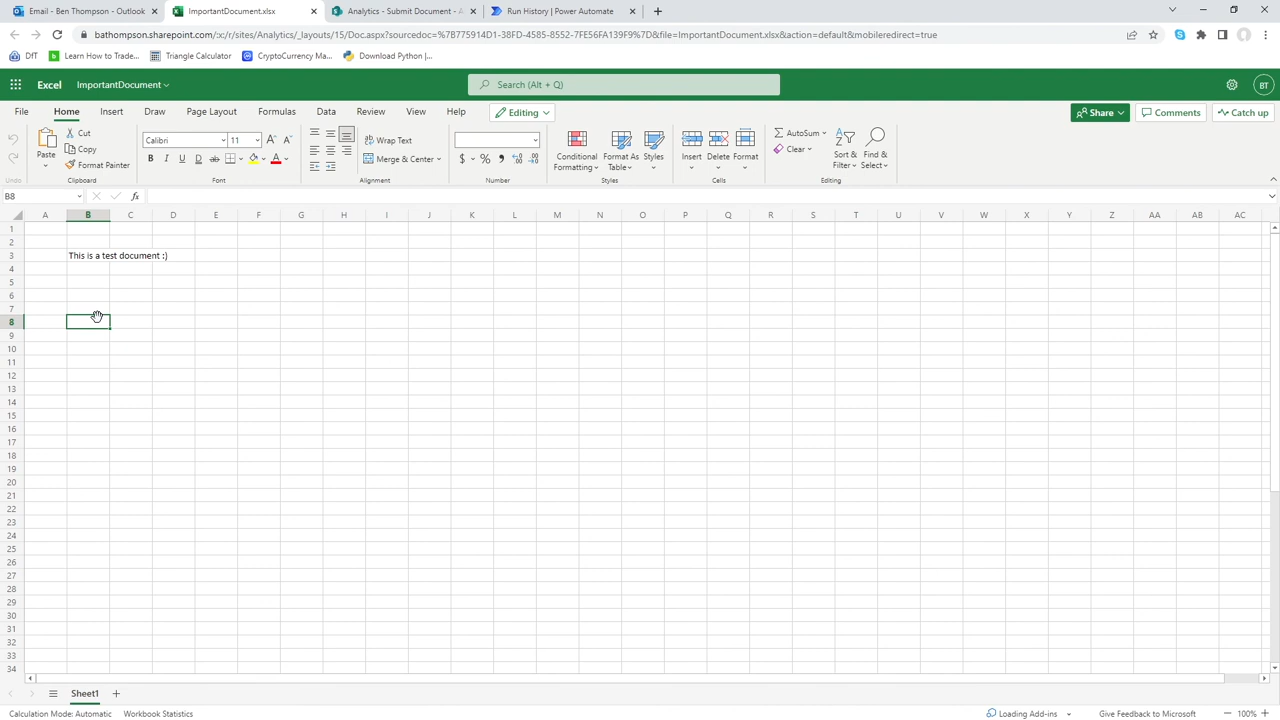 Email - Ben Thompson - Outlook
ImportantDocument.xlsx
Analytics - Submit Document - A
Run History | Power Automate
bathompson.sharepoint.com/:x:/r/sites/Analytics/_layouts/15/Doc.aspx?sourcedoc=%7B775914D1-38FD-4585-8552-7FE56FA139F9%7D&file=ImportantDocument.xlsx&action=default&mobileredirect=true
DfT
Learn How to Trade...
Triangle Calculator
CryptoCurrency Ma...
Download Python |...
Excel
ImportantDocument
Search (Alt + Q)
BT
File Home Insert Draw Page Layout Formulas Data Review View Help
Editing
Share
Comments
Catch up
Paste
Cut
Copy
Format Painter
Calibri
11
B I U D ab
A
Wrap Text
Merge & Center
$ % 9
Conditional Formatting
Format As Table
Styles
Insert
Delete
Format
AutoSum
Clear
Sort & Filter
Find & Select
Undo
Clipboard
Font
Alignment
Number
Styles
Cells
Editing
B8
fx
A B C D E F G H I J K L M N O P Q R S T U V W X Y Z AA AB AC
1
2
3 This is a test document :)
4
5
6
7
8
9
10
11
12
13
14
15
16
17
18
19
20
21
22
23
24
25
26
27
28
29
30
31
32
33
34
Sheet1
Calculation Mode: Automatic
Workbook Statistics
Loading Add-ins
Give Feedback to Microsoft
100%